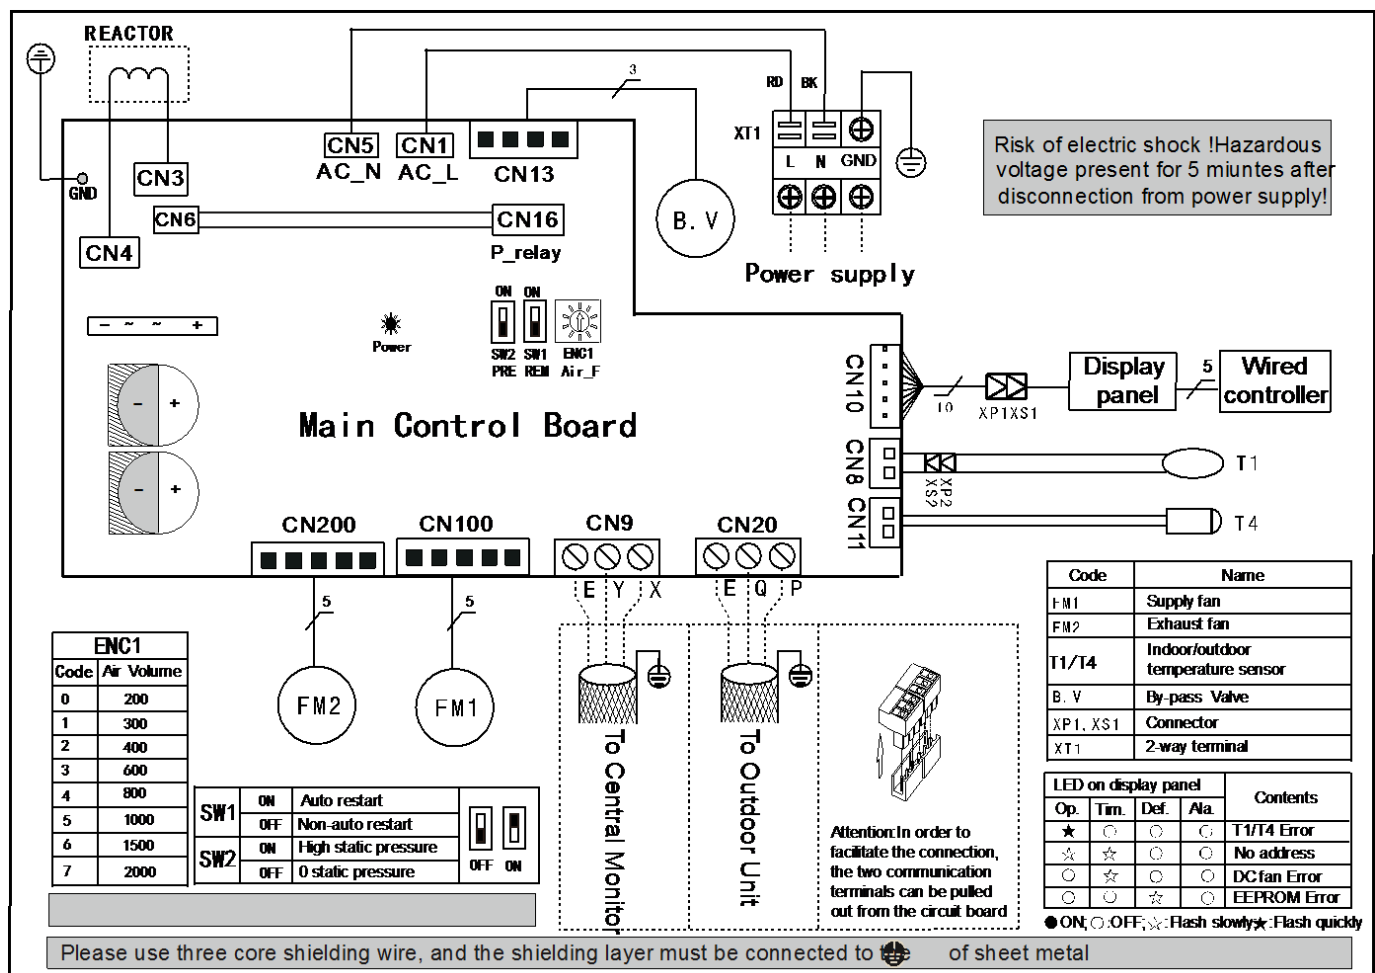 REACTOR
GND
CN3
CN4
CN6
CN16
P_relay
CN5
AC_N
CN1
AC_L
CN13
3
B. V
RD
BK
XT1
L N GND
Power supply
Risk of electric shock !Hazardous
voltage present for 5 miuntes after
disconnection from power supply!
- ~ ~ +
Power
ON ON
SW2 SW1 ENC1
PRE REM Air_F
- +
- +
Main Control Board
CN10
10
XP1XS1
Display
panel
5
Wired
controller
CN8
XS2
XP2
T1
CN11
T4
CN200
CN100
CN9
CN20
E Y X
E Q P
5
5
FM2
FM1
To Central Monitor
To Outdoor Unit
Attention:In order to
facilitate the connection,
the two communication
terminals can be pulled
out from the circuit board
ENC1
Code Air Volume
0 200
1 300
2 400
3 600
4 800
5 1000
6 1500
7 2000
SW1 ON Auto restart
OFF Non-auto restart
SW2 ON High static pressure
OFF 0 static pressure
OFF ON
Code Name
FM1 Supply fan
FM2 Exhaust fan
T1/T4 Indoor/outdoor
temperature sensor
B. V By-pass Valve
XP1, XS1 Connector
XT1 2-way terminal
LED on display panel Contents
Op. Tim. Def. Ala.
★ ○ ○ ○ T1/T4 Error
☆ ☆ ○ ○ No address
○ ☆ ○ ○ DC fan Error
○ ○ ☆ ○ EEPROM Error
●ON;○:OFF;☆:Flash slowly★:Flash quickly
Please use three core shielding wire, and the shielding layer must be connected to the of sheet metal